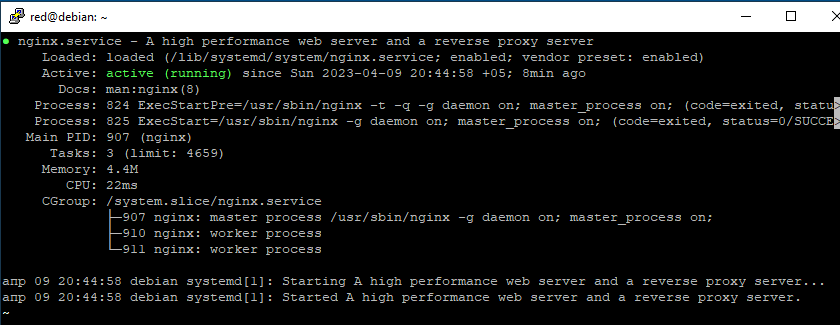 red@debian: ~
● nginx.service - A high performance web server and a reverse proxy server
Loaded: loaded (/lib/systemd/system/nginx.service; enabled; vendor preset: enabled)
Active: active (running) since Sun 2023-04-09 20:44:58 +05; 8min ago
Docs: man:nginx(8)
Process: 824 ExecStartPre=/usr/sbin/nginx -t -q -g daemon on; master_process on; (code=exited, statu>
Process: 825 ExecStart=/usr/sbin/nginx -g daemon on; master_process on; (code=exited, status=0/SUCCE>
Main PID: 907 (nginx)
Tasks: 3 (limit: 4659)
Memory: 4.4M
CPU: 22ms
CGroup: /system.slice/nginx.service
├─907 nginx: master process /usr/sbin/nginx -g daemon on; master_process on;
├─910 nginx: worker process
└─911 nginx: worker process
апр 09 20:44:58 debian systemd[1]: Starting A high performance web server and a reverse proxy server...
апр 09 20:44:58 debian systemd[1]: Started A high performance web server and a reverse proxy server.
~